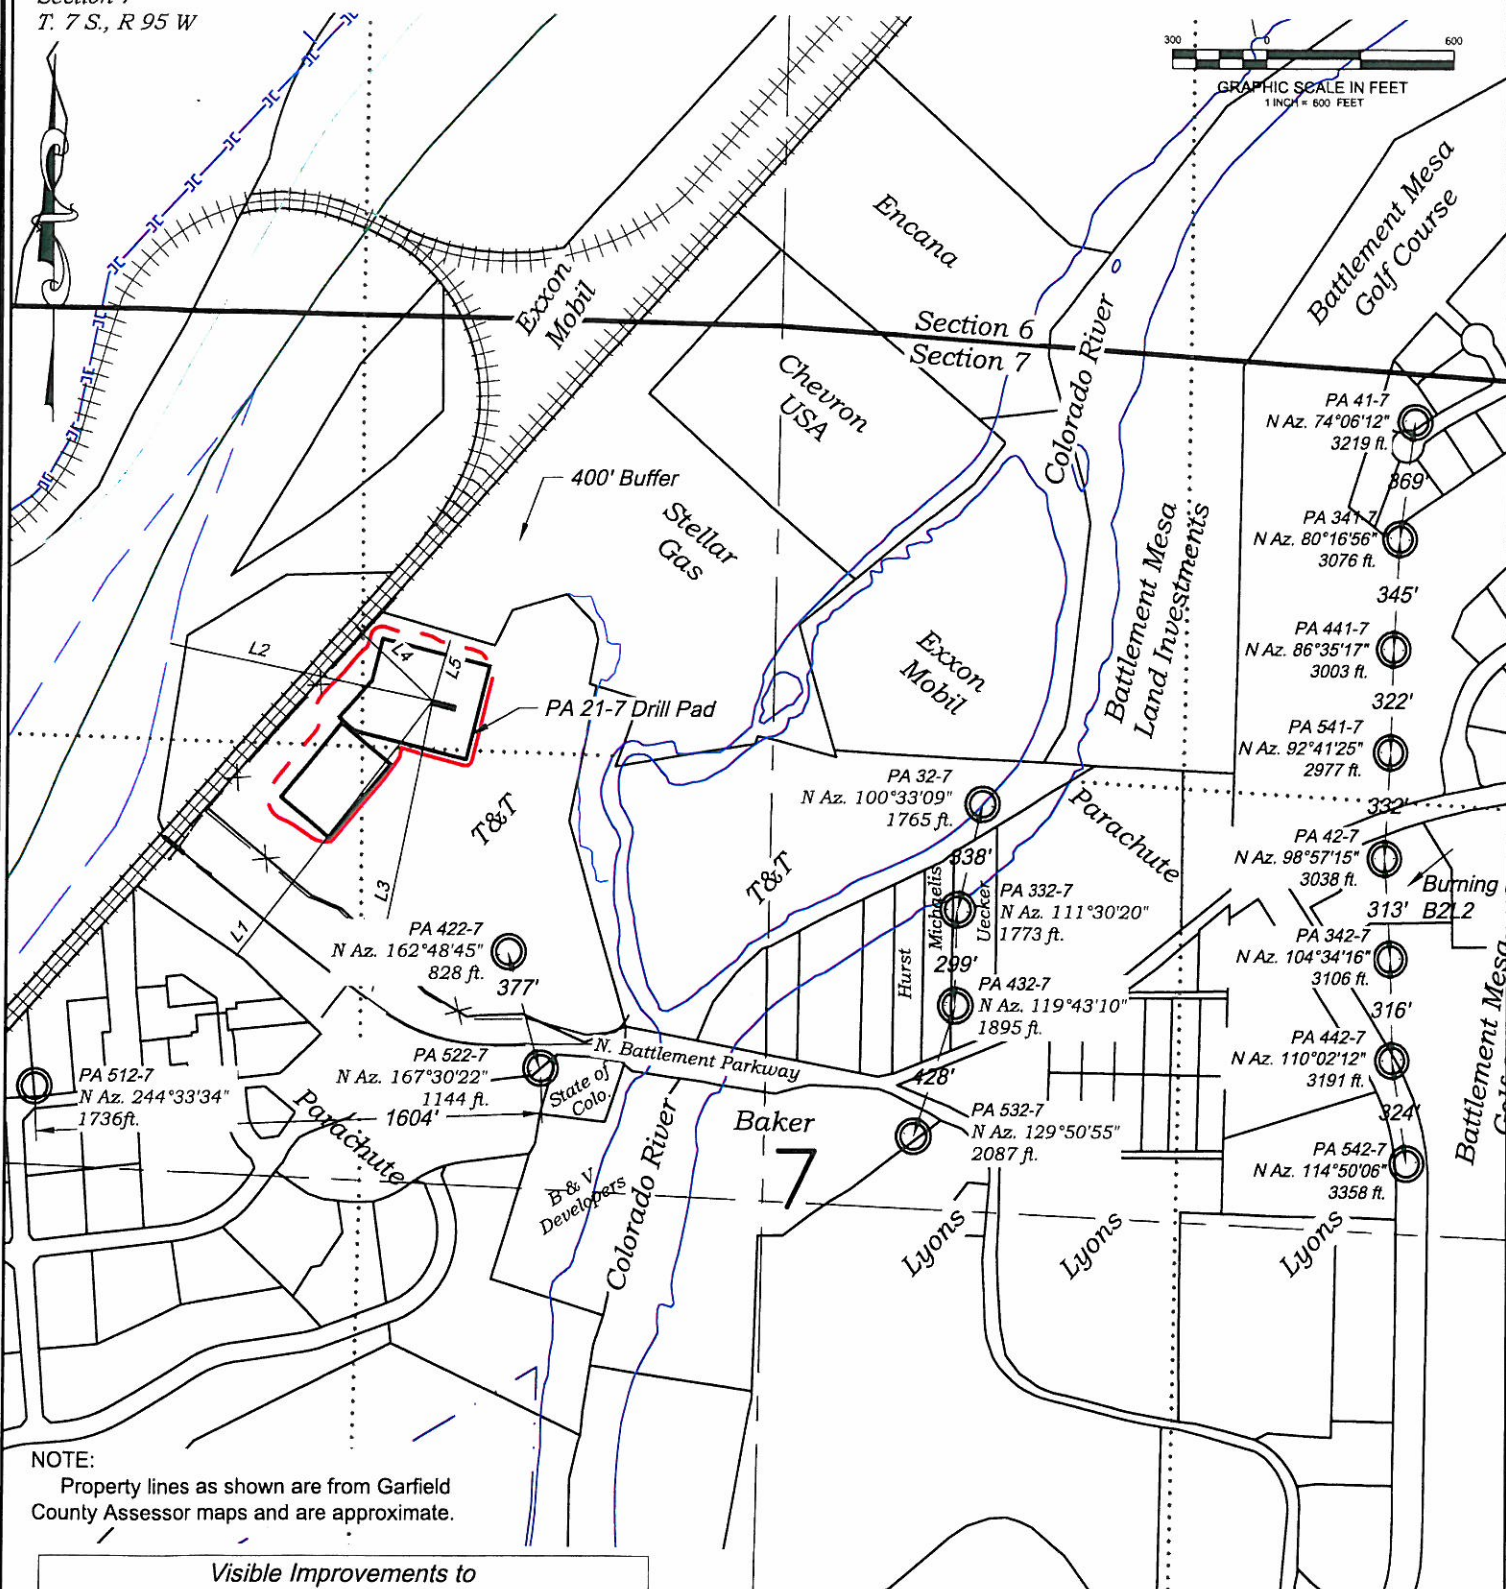 T. 7 S., R 95 W
300
0
600
GRAPHIC SCALE IN FEET
1 INCH = 600 FEET
Battlement Mesa
Golf Course
Encana
Exxon
Mobil
Section 6
Section 7
Colorado River
Chevron
USA
PA 41-7
N Az. 74°06'12"
3219 ft.
369'
400' Buffer
Stellar
Gas
PA 341-7
N Az. 80°16'56"
3076 ft.
345'
Battlement Mesa
Land Investments
PA 441-7
N Az. 86°35'17"
3003 ft.
322'
L2
L4
L5
Exxon
Mobil
PA 21-7 Drill Pad
PA 541-7
N Az. 92°41'25"
2977 ft.
332'
PA 32-7
N Az. 100°33'09"
1765 ft.
338'
Parachute
T&T
T&T
PA 42-7
N Az. 98°57'15"
3038 ft.
313'
Burning
B2L2
L3
L1
Hurst
Michaelis
Uecker
PA 332-7
N Az. 111°30'20"
1773 ft.
299'
PA 422-7
N Az. 162°48'45"
828 ft.
377'
PA 342-7
N Az. 104°34'16"
3106 ft.
316'
PA 432-7
N Az. 119°43'10"
1895 ft.
428'
N. Battlement Parkway
PA 442-7
N Az. 110°02'12"
3191 ft.
324'
PA 512-7
N Az. 244°33'34"
1736ft.
PA 522-7
N Az. 167°30'22"
1144 ft.
1604'
State of
Colo.
Parachute
Baker
7
PA 532-7
N Az. 129°50'55"
2087 ft.
PA 542-7
N Az. 114°50'06"
3358 ft.
Battlement Mesa
B & V
Developers
Colorado River
Lyons
Lyons
Lyons
NOTE:
Property lines as shown are from Garfield
County Assessor maps and are approximate.
Visible Improvements to